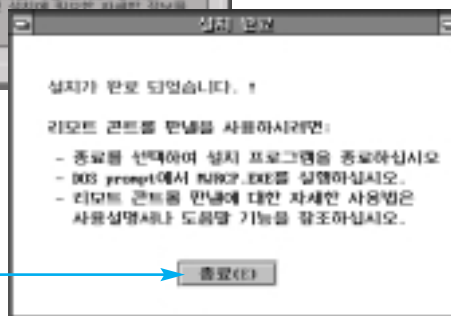 설치 완료
설치가 완료 되었습니다. !
리모트 콘트롤 판넬을 사용하시려면:
- 종료를 선택하여 설치 프로그램을 종료하십시오
- DOS prompt에서 MJRCP.EXE를 실행하십시오.
- 리모트 콘트롤 판넬에 대한 자세한 사용법은
사용설명서나 도움말 기능을 참조하십시오.
종료(E)